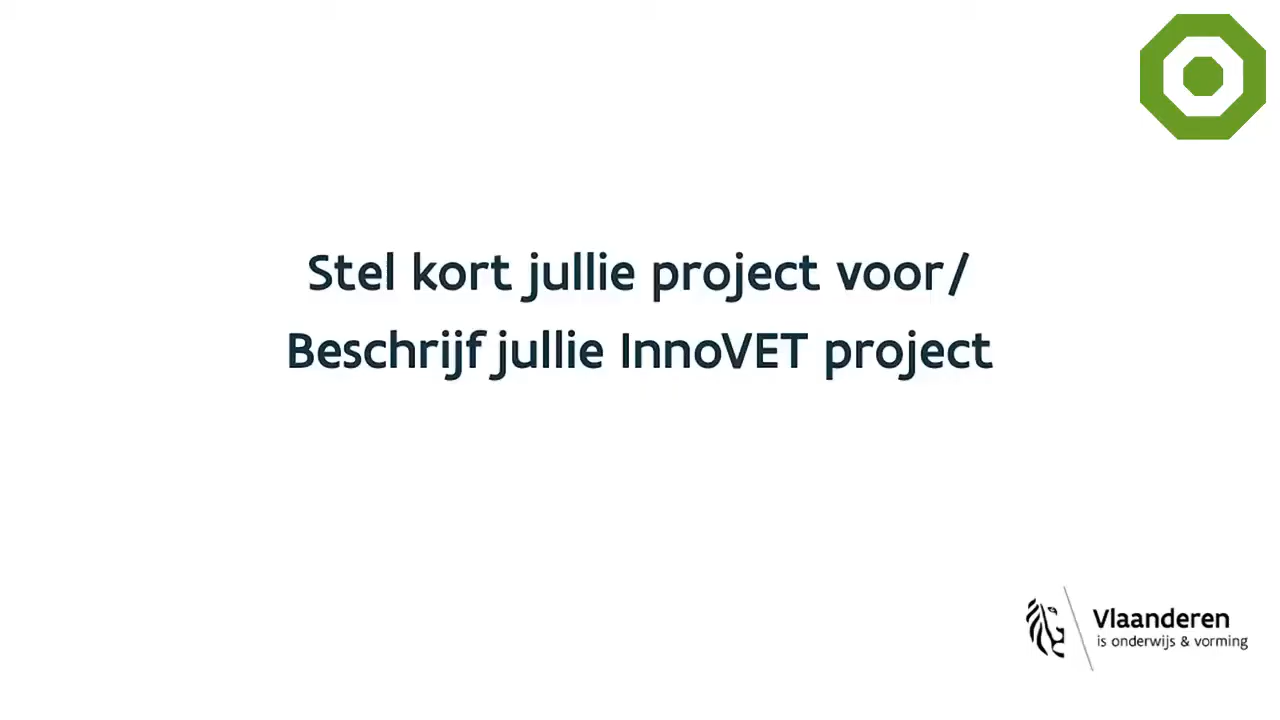 Stel kort jullie project voor/
Beschrijf jullie InnoVET project
Vlaanderen
is onderwijs & vorming